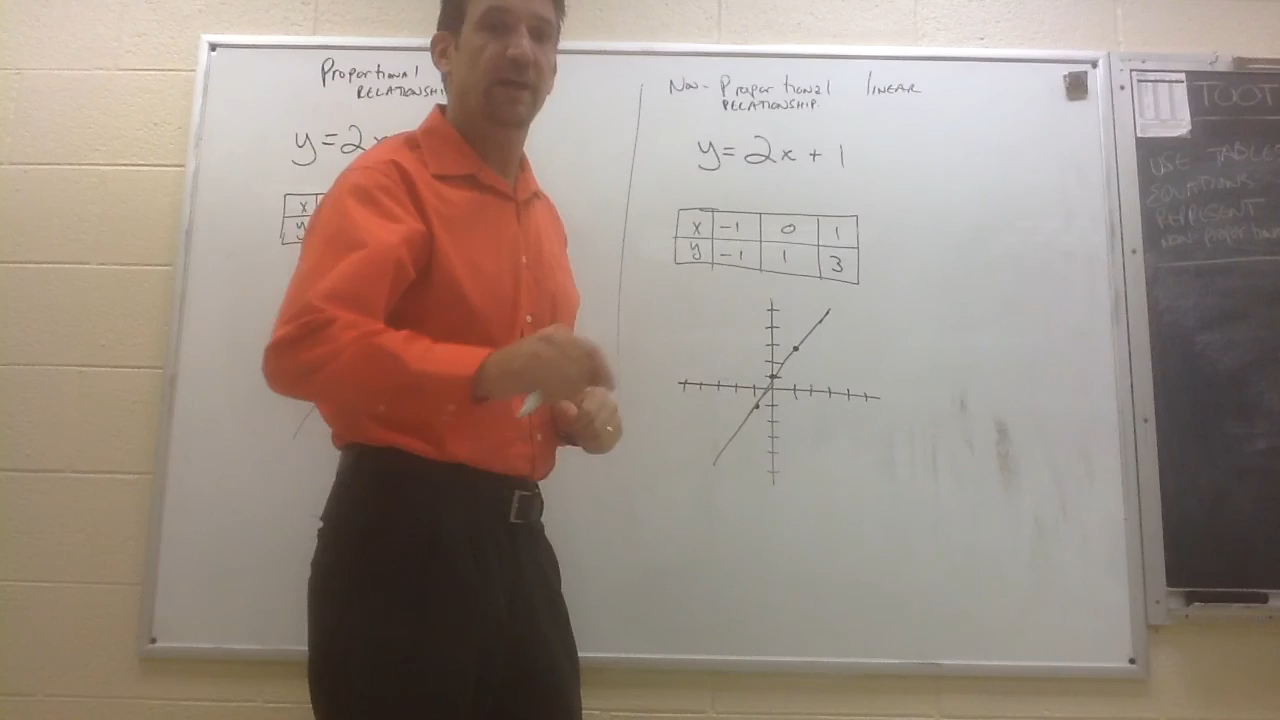 Proportional
RELATIONSHI
y=2x
x
y
Non-Proportional linear
RELATIONSHIP.
y=2x+1
x -1 0 1
y -1 1 3
TOOT
USE TABLES
EQUATIONS
REPRESENT
NON-PROPORTIONA